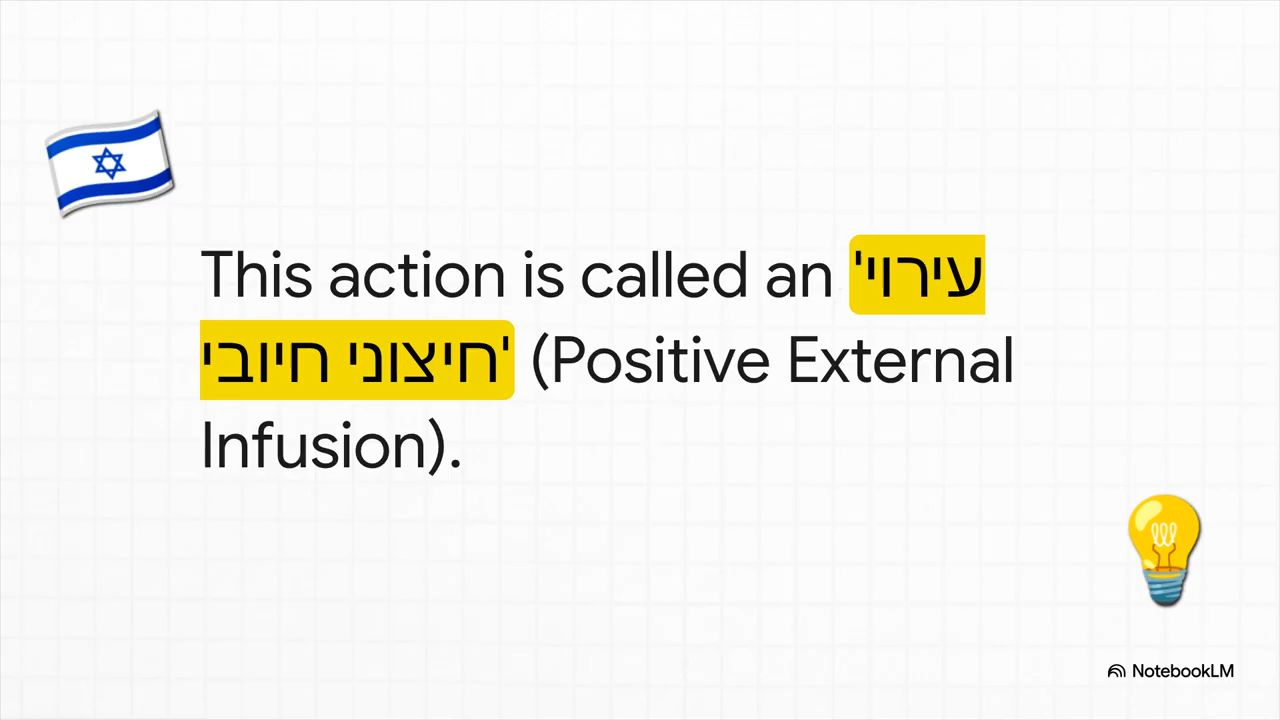 This action is called an 'עירוי
חיצוני חיובי' (Positive External
Infusion).
NotebookLM